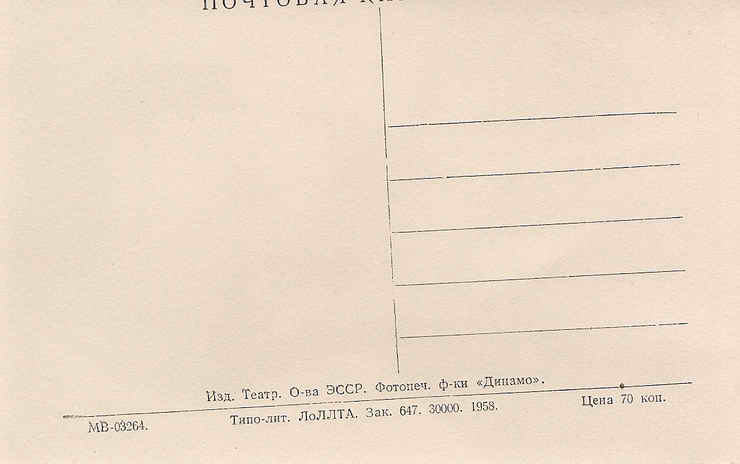 ПОЧТОВАЯ
Изд. Театр. О-ва ЭССР. Фотопеч. ф-ки «Динамо».
МВ-03264. Типо-лит. ЛоЛЛТА. Зак. 647. 30000. 1958. Цена 70 коп.